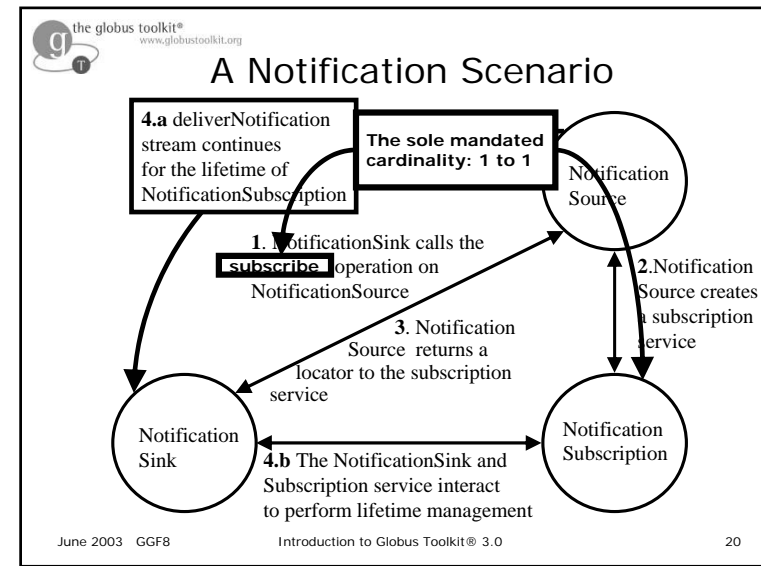 the globus toolkit®
www.globustoolkit.org
g
T
A Notification Scenario
4.a deliverNotification
stream continues
for the lifetime of
NotificationSubscription
The sole mandated
cardinality: 1 to 1
Notification
Source
1. NotificationSink calls the
subscribe operation on
NotificationSource
2.Notification
Source creates
a subscription
service
3. Notification
Source returns a
locator to the subscription
service
Notification
Sink
Notification
Subscription
4.b The NotificationSink and
Subscription service interact
to perform lifetime management
June 2003 GGF8
Introduction to Globus Toolkit® 3.0
20